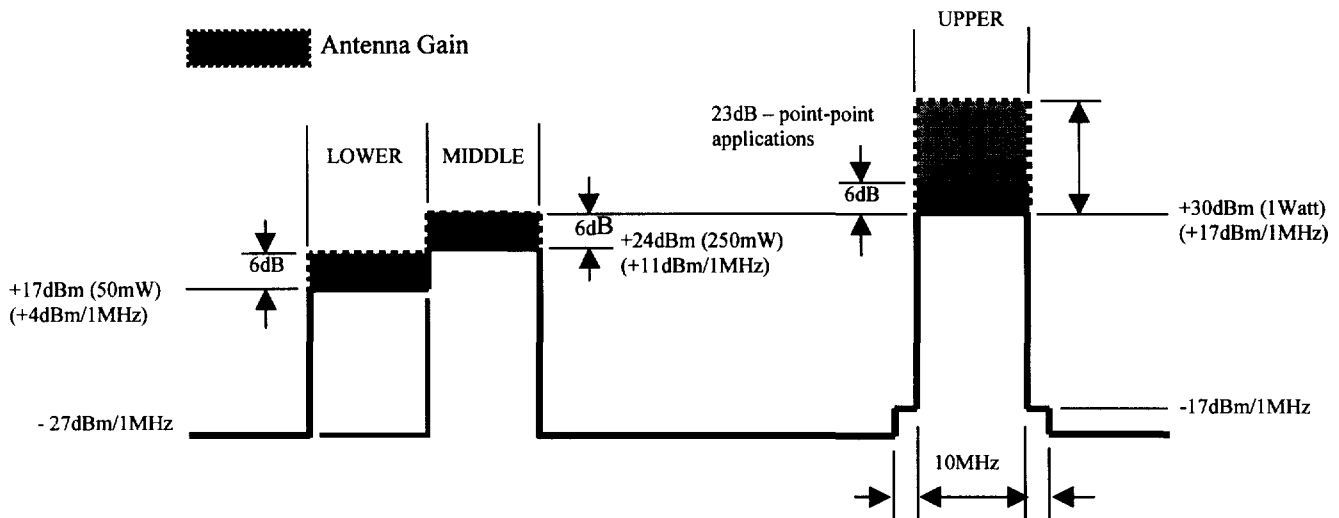 UPPER
Antenna Gain
23dB – point-point
applications
LOWER
MIDDLE
6dB
6dB
6dB
+30dBm (1Watt)
(+17dBm/1MHz)
+24dBm (250mW)
(+11dBm/1MHz)
+17dBm (50mW)
(+4dBm/1MHz)
- 27dBm/1MHz
-17dBm/1MHz
10MHz